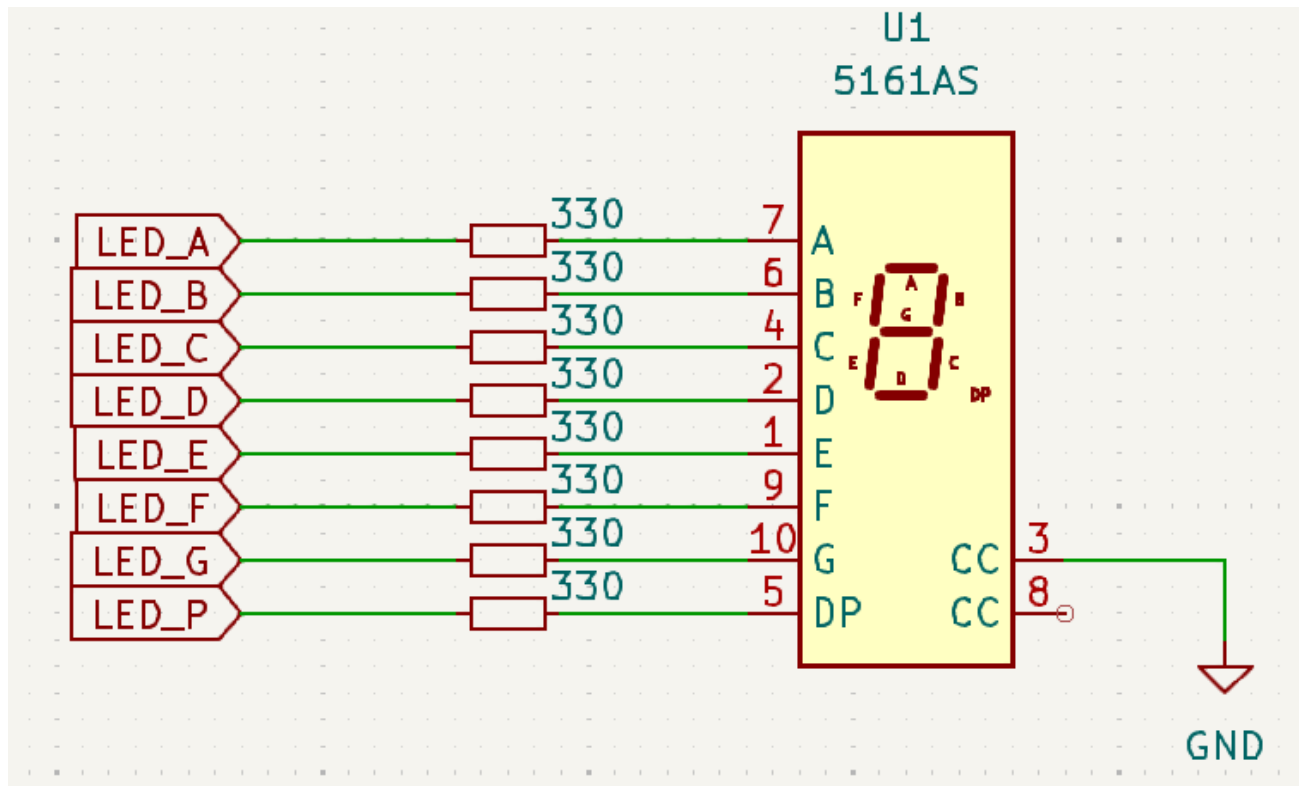 U1
5161AS
LED_A 330 7 A
LED_B 330 6 B
LED_C 330 4 C
LED_D 330 2 D
LED_E 330 1 E
LED_F 330 9 F
LED_G 330 10 G CC 3
LED_P 330 5 DP CC 8
A
F B
G
E C
D
DP
GND